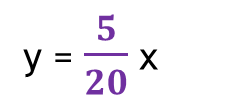 y = 5/20 x